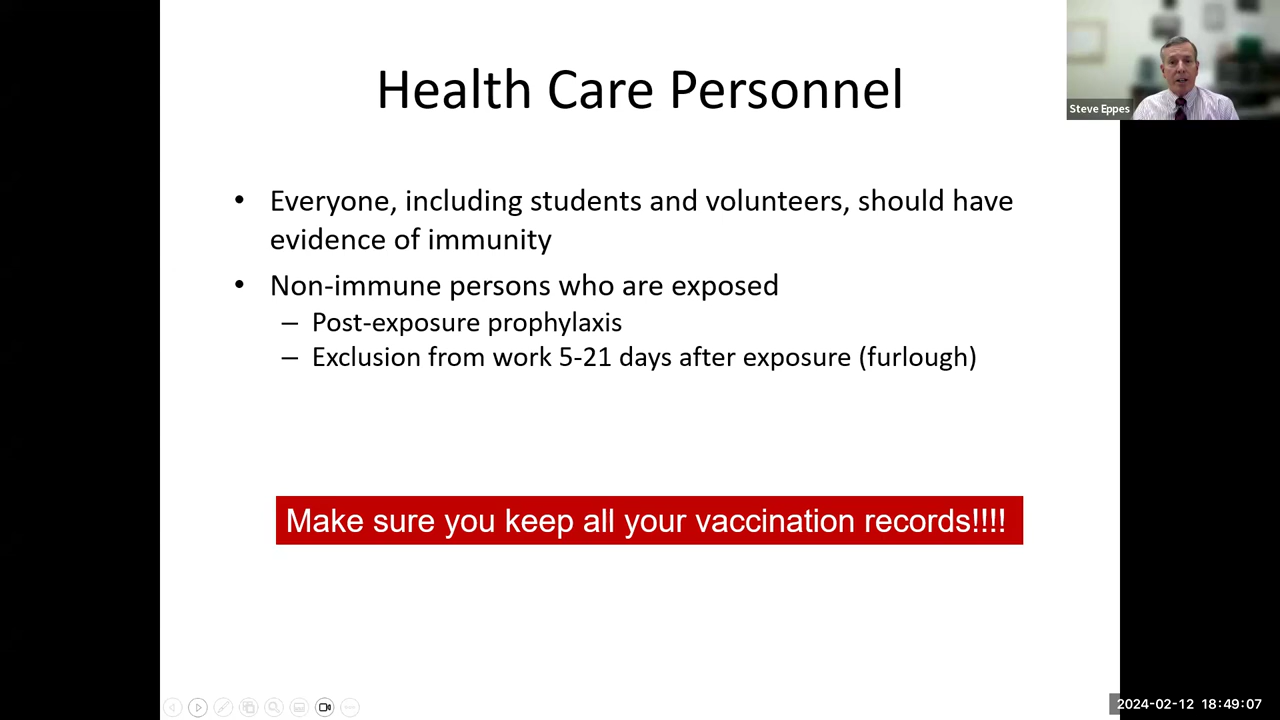 Health Care Personnel
Steve Eppes
• Everyone, including students and volunteers, should have
evidence of immunity
• Non-immune persons who are exposed
– Post-exposure prophylaxis
– Exclusion from work 5-21 days after exposure (furlough)
Make sure you keep all your vaccination records!!!!
2024-02-12 18:49:07